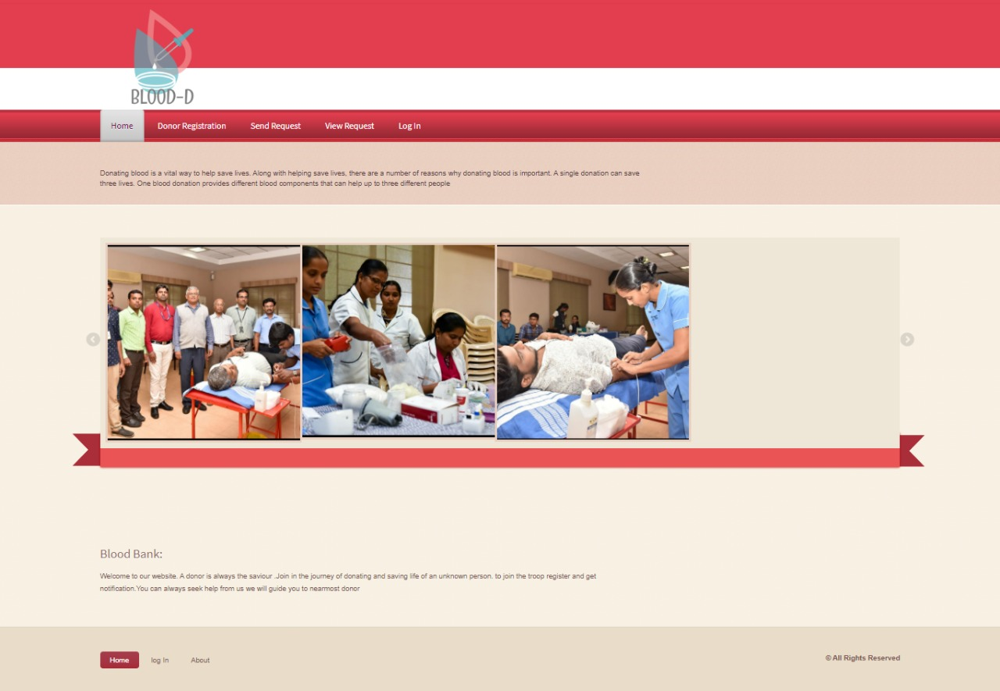 BLOOD-D
Home Donor Registration Send Request View Request Log In
Donating blood is a vital way to help save lives. Along with helping save lives, there are a number of reasons why donating blood is important. A single donation can save
three lives. One blood donation provides different blood components that can help up to three different people
Blood Bank:
Welcome to our website. A donor is always the saviour .Join in the journey of donating and saving life of an unknown person. to join the troop register and get
notification.You can always seek help from us we will guide you to nearmost donor
Home log In About
© All Rights Reserved